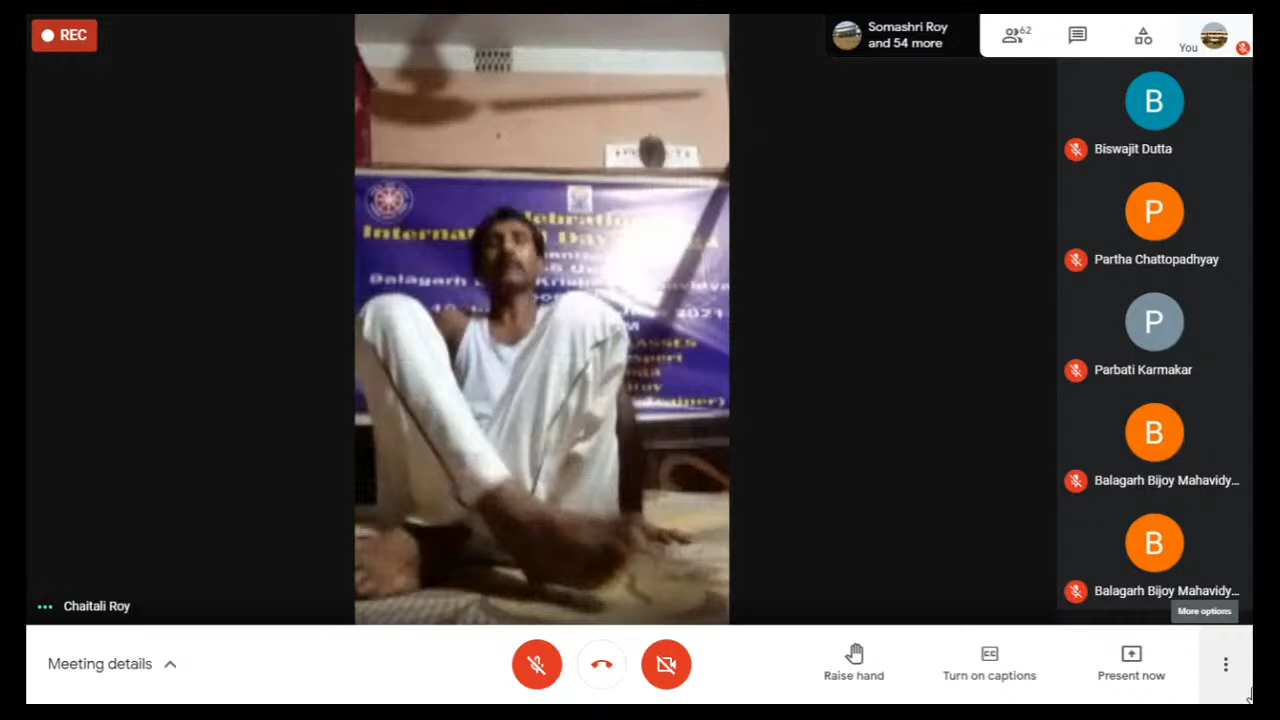 REC
Somashri Roy
and 54 more
62
You
B
Biswajit Dutta
P
Partha Chattopadhyay
P
Parbati Karmakar
B
Balagarh Bijoy Mahavidy...
B
Balagarh Bijoy Mahavidy...
More options
Balagarh
2021
Chaitali Roy
Meeting details
Raise hand
Turn on captions
Present now